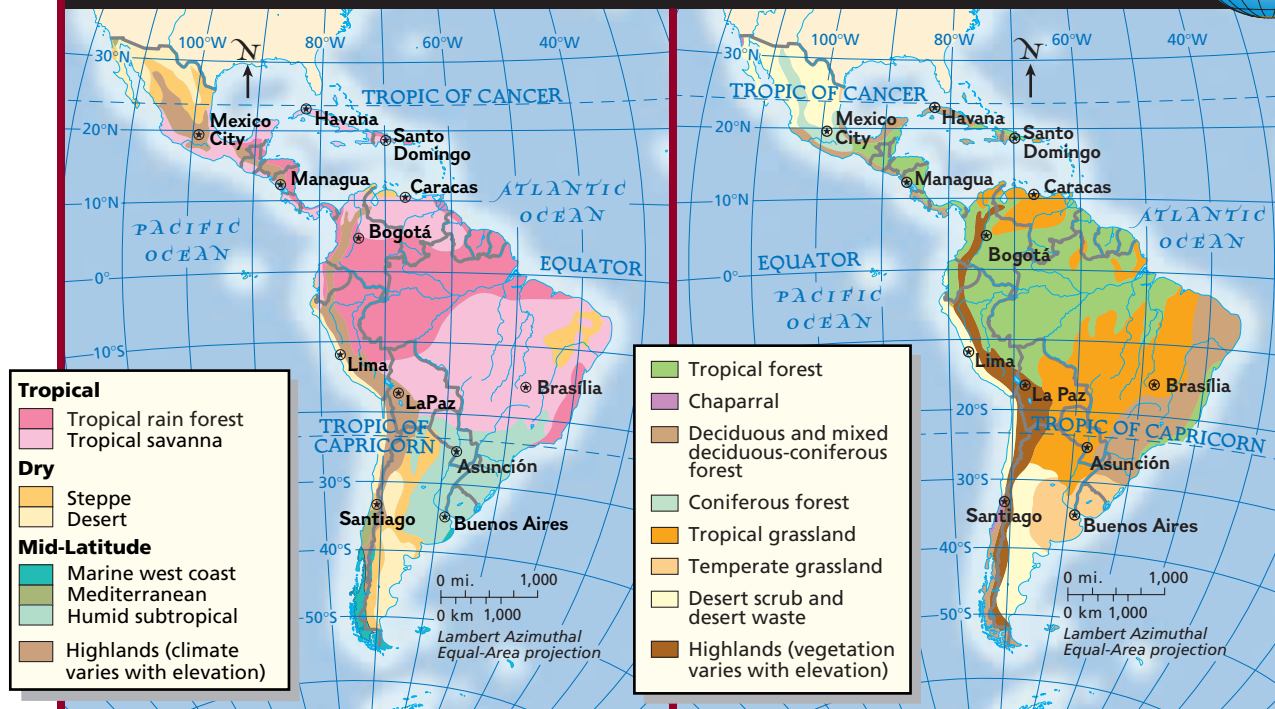 100°W
80°W
60°W
40°W
N
30°N
TROPIC OF CANCER
Havana
Mexico
City
20°N
Santo
Domingo
Managua
Caracas
10°N
ATLANTIC
OCEAN
PACIFIC
OCEAN
Bogotá
EQUATOR
0°
10°S
Lima
LaPaz
Brasília
TROPIC OF
CAPRICORN
Asunción
30°S
Santiago
Buenos Aires
40°S
50°S
0 mi. 1,000
0 km 1,000
Lambert Azimuthal
Equal-Area projection
Tropical
Tropical rain forest
Tropical savanna
Dry
Steppe
Desert
Mid-Latitude
Marine west coast
Mediterranean
Humid subtropical
Highlands (climate
varies with elevation)
100°W
80°W
60°W
40°W
N
30°N
TROPIC OF CANCER
Havana
Mexico
City
20°N
Santo
Domingo
Managua
Caracas
10°N
ATLANTIC
OCEAN
Bogotá
EQUATOR
0°
PACIFIC
OCEAN
Lima
La Paz
Brasília
20°S
TROPIC OF CAPRICORN
Asunción
30°S
Santiago
Buenos Aires
40°S
50°S
0 mi. 1,000
0 km 1,000
Lambert Azimuthal
Equal-Area projection
Tropical forest
Chaparral
Deciduous and mixed
deciduous-coniferous
forest
Coniferous forest
Tropical grassland
Temperate grassland
Desert scrub and
desert waste
Highlands (vegetation
varies with elevation)